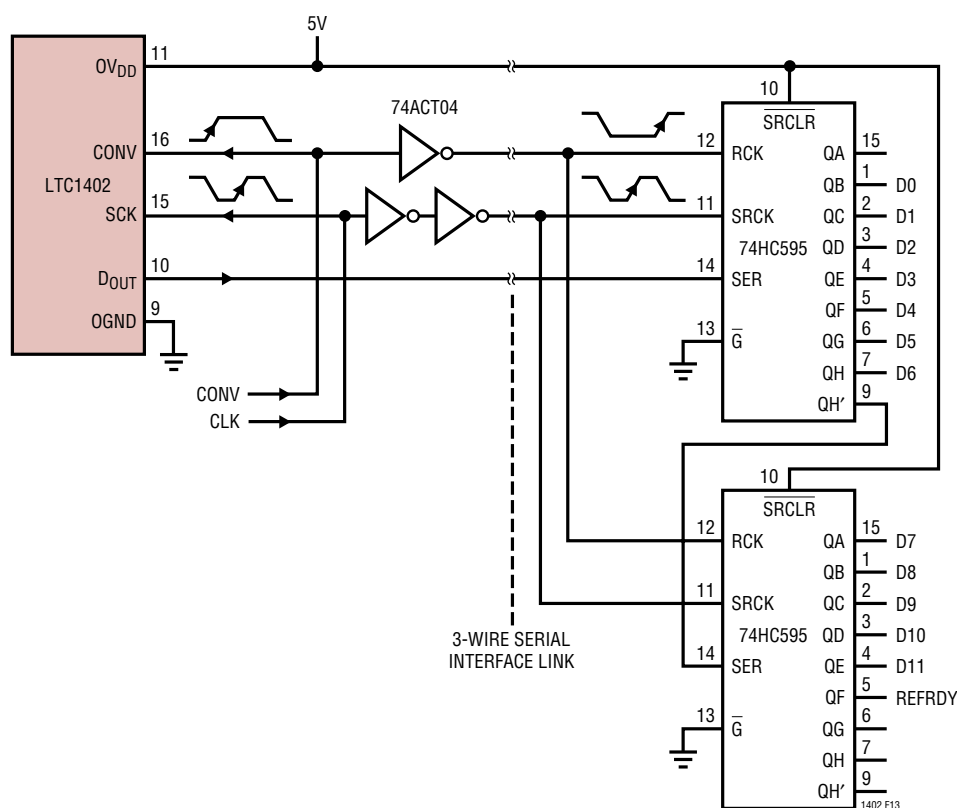 5V
11
OVDD
10
74ACT04
SRCLR
16
CONV
12
RCK
QA
15
LTC1402
QB
1
D0
15
SCK
11
SRCK
QC
2
D1
74HC595
QD
3
D2
10
DOUT
14
SER
QE
4
D3
9
OGND
QF
5
D4
13
G
QG
6
D5
QH
7
D6
CONV
QH′
9
CLK
10
SRCLR
12
RCK
QA
15
D7
QB
1
D8
11
SRCK
QC
2
D9
3-WIRE SERIAL
INTERFACE LINK
74HC595
QD
3
D10
14
SER
QE
4
D11
QF
5
REFRDY
13
G
QG
6
QH
7
QH′
9
1402 F13